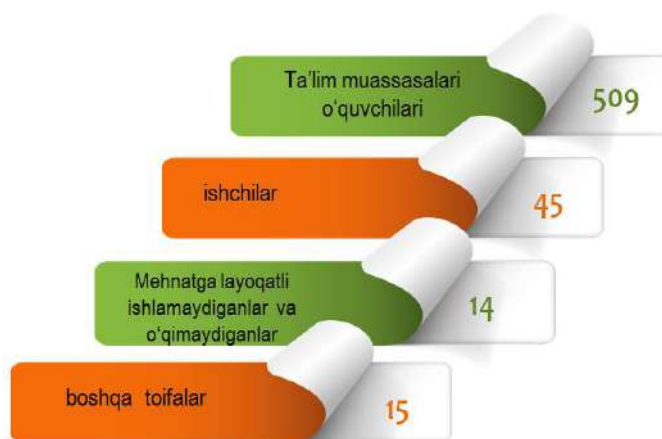 Ta’lim muassasalari
o‘quvchilari
509
ishchilar
45
Mehnatga layoqatli
ishlamaydiganlar va
o‘qimaydiganlar
14
boshqa toifalar
15